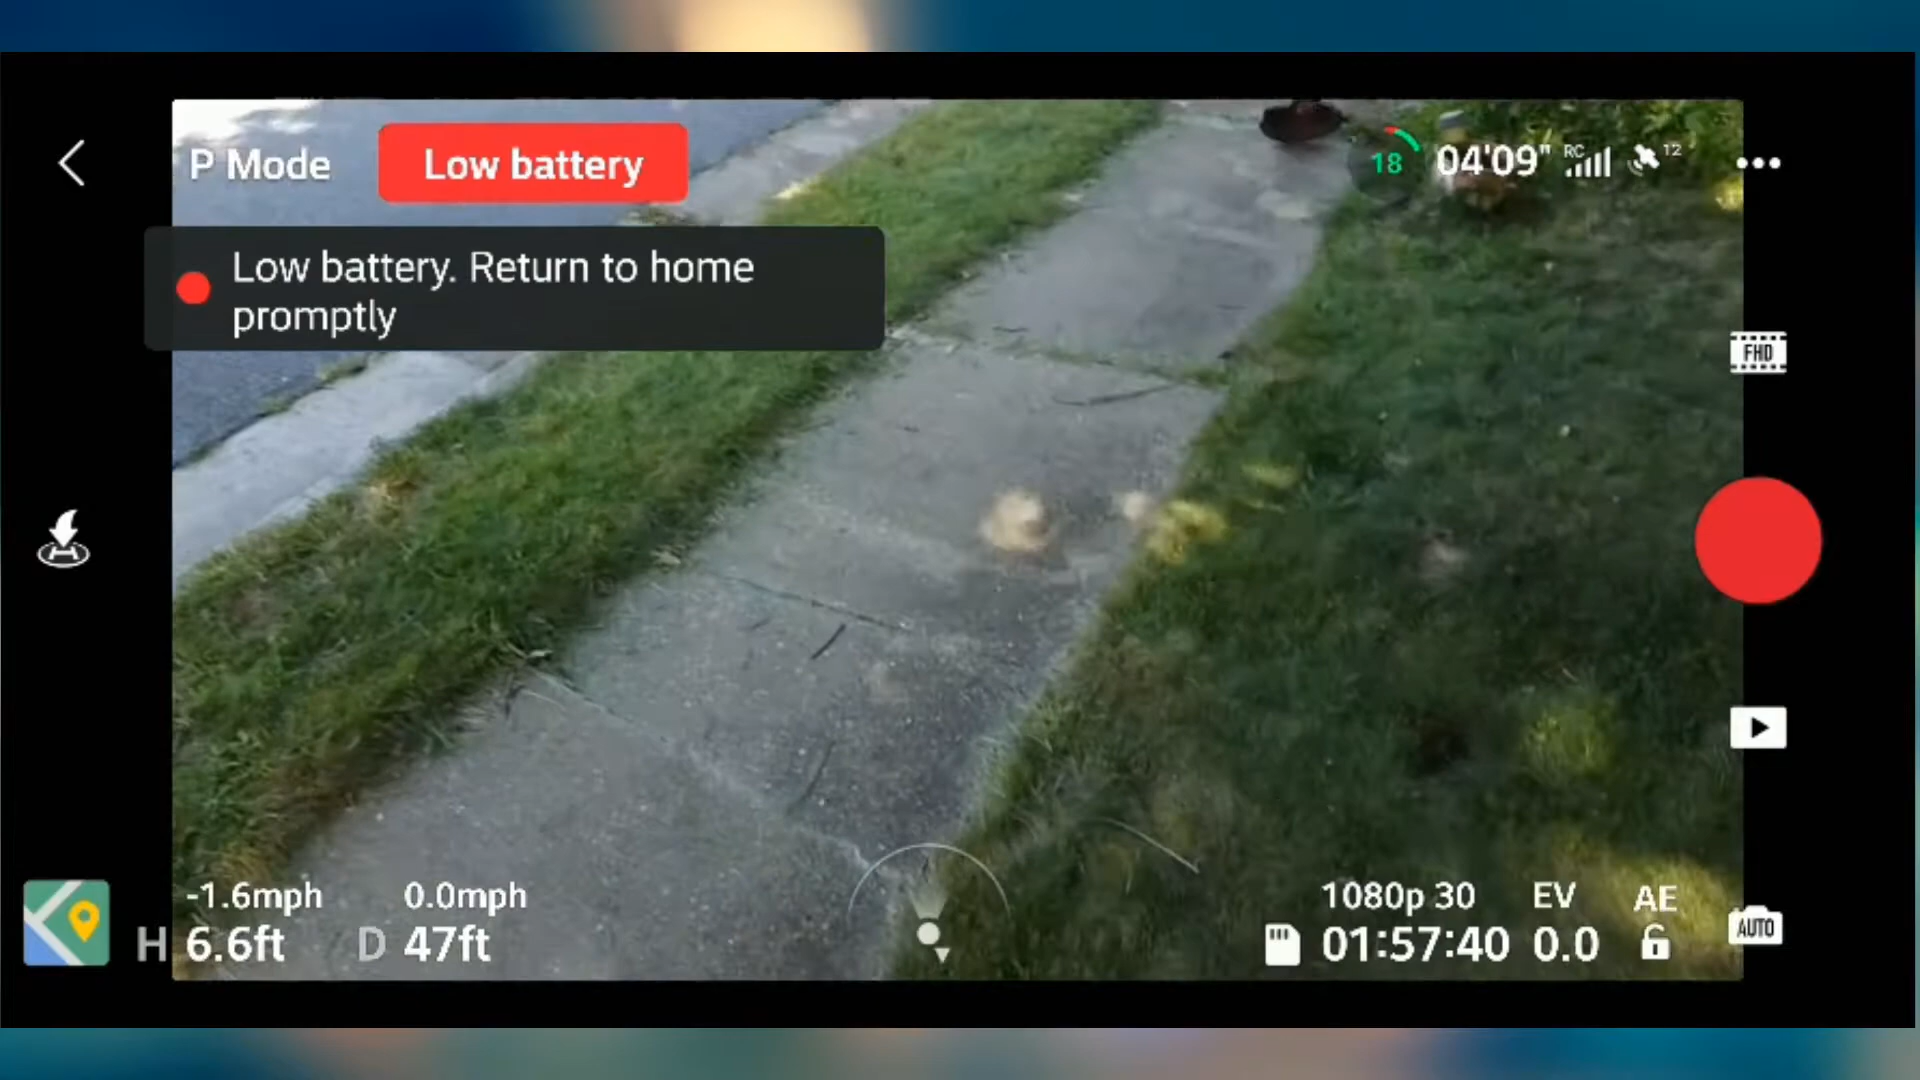 P Mode
Low battery
18
04'09"
RC
12
Low battery. Return to home
promptly
FHD
-1.6mph
0.0mph
H 6.6ft
D 47ft
1080p 30
EV
AE
01:57:40
0.0
AUTO